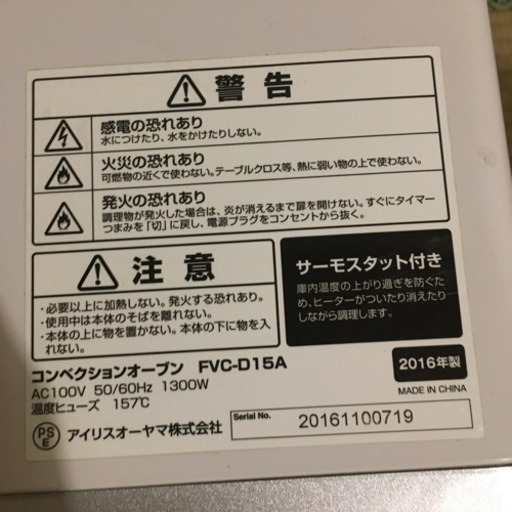 警告
感電の恐れあり
水につけたり、水をかけたりしない。
火災の恐れあり
可燃物の近くで使わない。テーブルクロス等、熱に弱い物の上で使わない。
発火の恐れあり
調理物が発火した場合は、炎が消えるまで扉を開けない。すぐにタイマー
つまみを「切」に戻し、電源プラグをコンセントから抜く。
注意
・必要以上に加熱しない。発火する恐れあり。
・使用中は本体のそばを離れない。
・本体の上に物を置かない。本体の下に物を入
れない。
サーモスタット付き
庫内温度の上がり過ぎを防ぐた
め、ヒーターがついたり消えたり
しながら調理します。
コンベクションオーブン FVC-D15A
AC100V 50/60Hz 1300W
温度ヒューズ 157℃
2016年製
MADE IN CHINA
PS
E
アイリスオーヤマ株式会社
Serial No.
20161100719